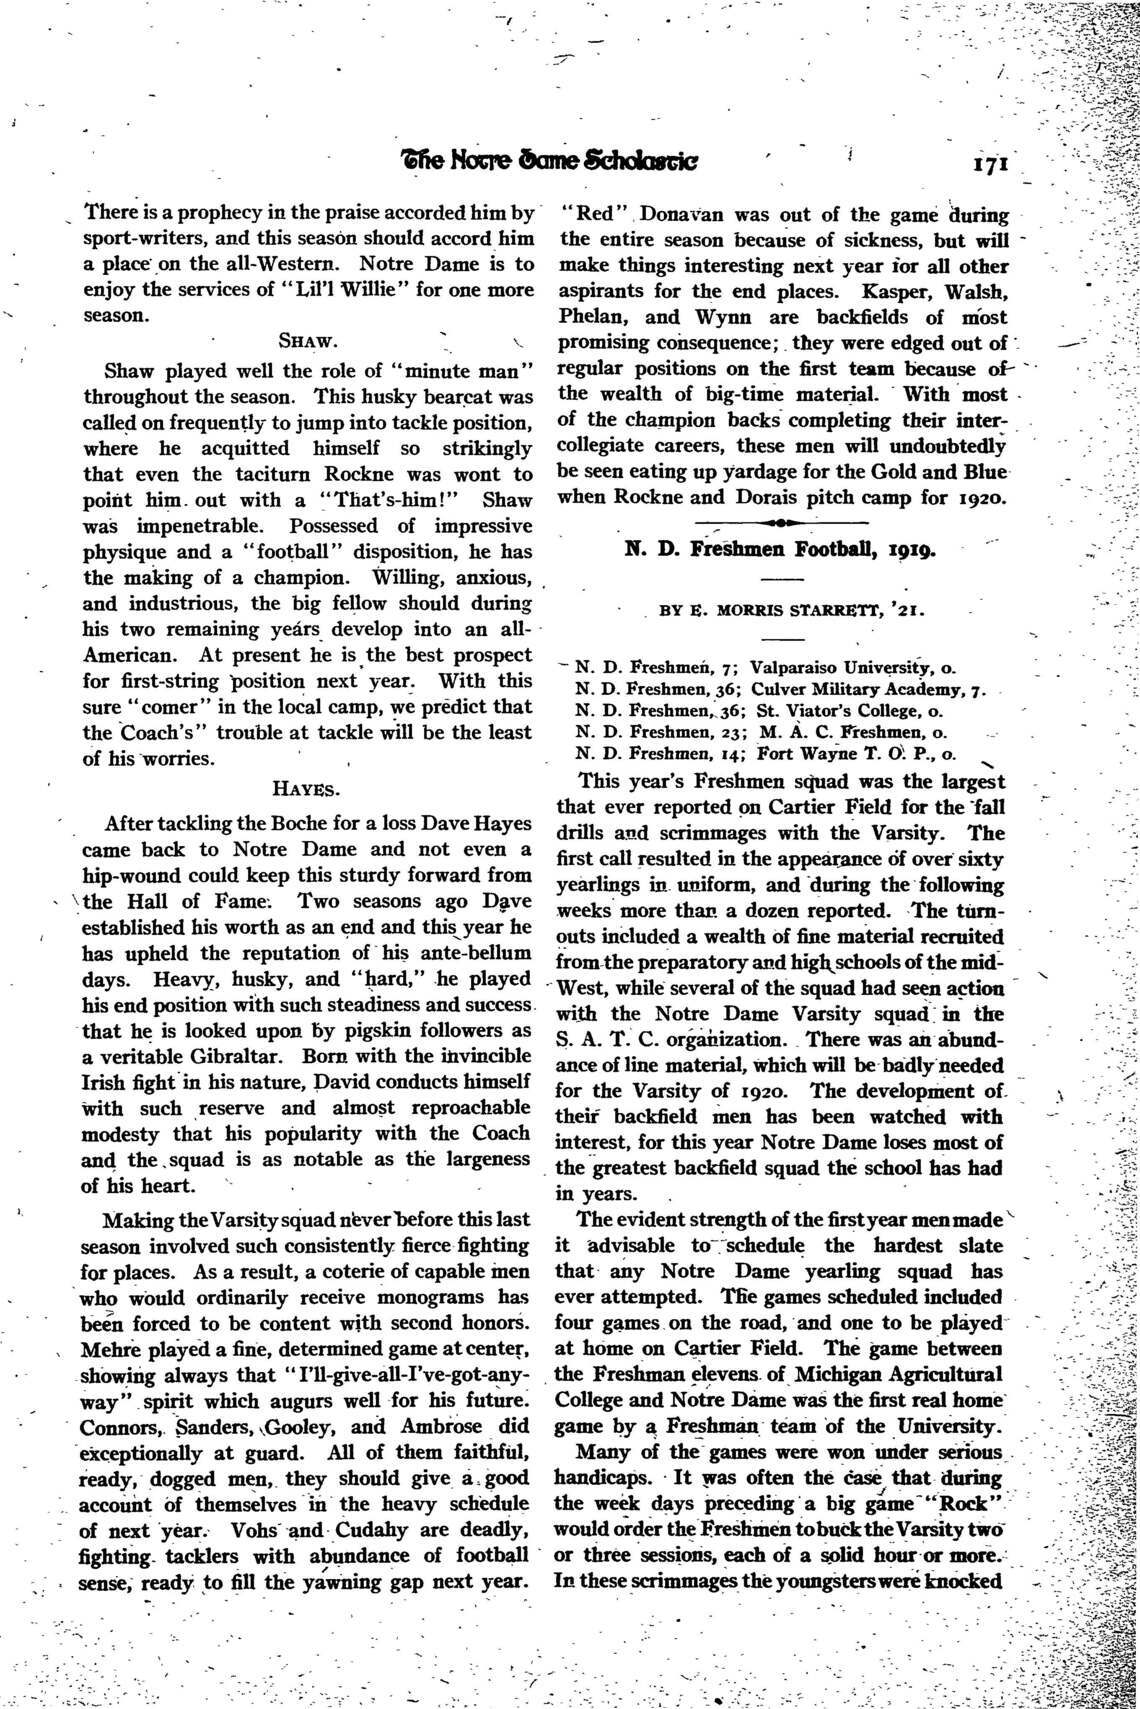 The Notre Dame Scholastic
171
There is a prophecy in the praise accorded him by
sport-writers, and this season should accord him
a place on the all-Western. Notre Dame is to
enjoy the services of "Lil'l Willie" for one more
season.
SHAW.
Shaw played well the role of "minute man"
throughout the season. This husky bearcat was
called on frequently to jump into tackle position,
where he acquitted himself so strikingly
that even the taciturn Rockne was wont to
point him out with a "That's-him!" Shaw
was impenetrable. Possessed of impressive
physique and a "football" disposition, he has
the making of a champion. Willing, anxious,
and industrious, the big fellow should during
his two remaining years develop into an all-
American. At present he is the best prospect
for first-string position next year. With this
sure "comer" in the local camp, we predict that
the Coach's" trouble at tackle will be the least
of his worries.
HAYES.
After tackling the Boche for a loss Dave Hayes
came back to Notre Dame and not even a
hip-wound could keep this sturdy forward from
the Hall of Fame. Two seasons ago Dave
established his worth as an end and this year he
has upheld the reputation of his ante-bellum
days. Heavy, husky, and "hard," he played
his end position with such steadiness and success
that he is looked upon by pigskin followers as
a veritable Gibraltar. Born with the invincible
Irish fight in his nature, David conducts himself
with such reserve and almost reproachable
modesty that his popularity with the Coach
and the squad is as notable as the largeness
of his heart.
Making the Varsity squad never before this last
season involved such consistently fierce fighting
for places. As a result, a coterie of capable men
who would ordinarily receive monograms has
been forced to be content with second honors.
Mehre played a fine, determined game at center,
showing always that "I'll-give-all-I've-got-any-
way" spirit which augurs well for his future.
Connors, Sanders, Gooley, and Ambrose did
exceptionally at guard. All of them faithful,
ready, dogged men, they should give a good
account of themselves in the heavy schedule
of next year. Vohs and Cudahy are deadly,
fighting tacklers with abundance of football
sense, ready to fill the yawning gap next year.
"Red" Donavan was out of the game during
the entire season because of sickness, but will
make things interesting next year for all other
aspirants for the end places. Kasper, Walsh,
Phelan, and Wynn are backfields of most
promising consequence; they were edged out of
regular positions on the first team because of
the wealth of big-time material. With most
of the champion backs completing their inter-
collegiate careers, these men will undoubtedly
be seen eating up yardage for the Gold and Blue
when Rockne and Dorais pitch camp for 1920.
N. D. Freshmen Football, 1919.
BY E. MORRIS STARRETT, '21.
N. D. Freshmen, 7; Valparaiso University, 0.
N. D. Freshmen, 36; Culver Military Academy, 7.
N. D. Freshmen, 36; St. Viator's College, 0.
N. D. Freshmen, 23; M. A. C. Freshmen, 0.
N. D. Freshmen, 14; Fort Wayne T. O. P., 0.
This year's Freshmen squad was the largest
that ever reported on Cartier Field for the fall
drills and scrimmages with the Varsity. The
first call resulted in the appearance of over sixty
yearlings in uniform, and during the following
weeks more than a dozen reported. The turn-
outs included a wealth of fine material recruited
from the preparatory and high schools of the mid-
West, while several of the squad had seen action
with the Notre Dame Varsity squad in the
S. A. T. C. organization. There was an abund-
ance of line material, which will be badly needed
for the Varsity of 1920. The development of
their backfield men has been watched with
interest, for this year Notre Dame loses most of
the greatest backfield squad the school has had
in years.
The evident strength of the first year men made
it advisable to schedule the hardest slate
that any Notre Dame yearling squad has
ever attempted. The games scheduled included
four games on the road, and one to be played
at home on Cartier Field. The game between
the Freshman elevens of Michigan Agricultural
College and Notre Dame was the first real home
game by a Freshman team of the University.
Many of the games were won under serious
handicaps. It was often the case that during
the week days preceding a big game "Rock"
would order the Freshmen to buck the Varsity two
or three sessions, each of a solid hour or more.
In these scrimmages the youngsters were knocked